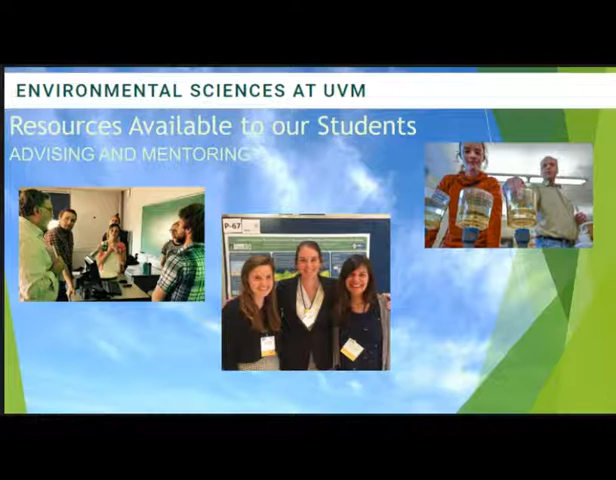 ENVIRONMENTAL SCIENCES AT UVM
Resources Available to our Students
ADVISING AND MENTORING
P-67